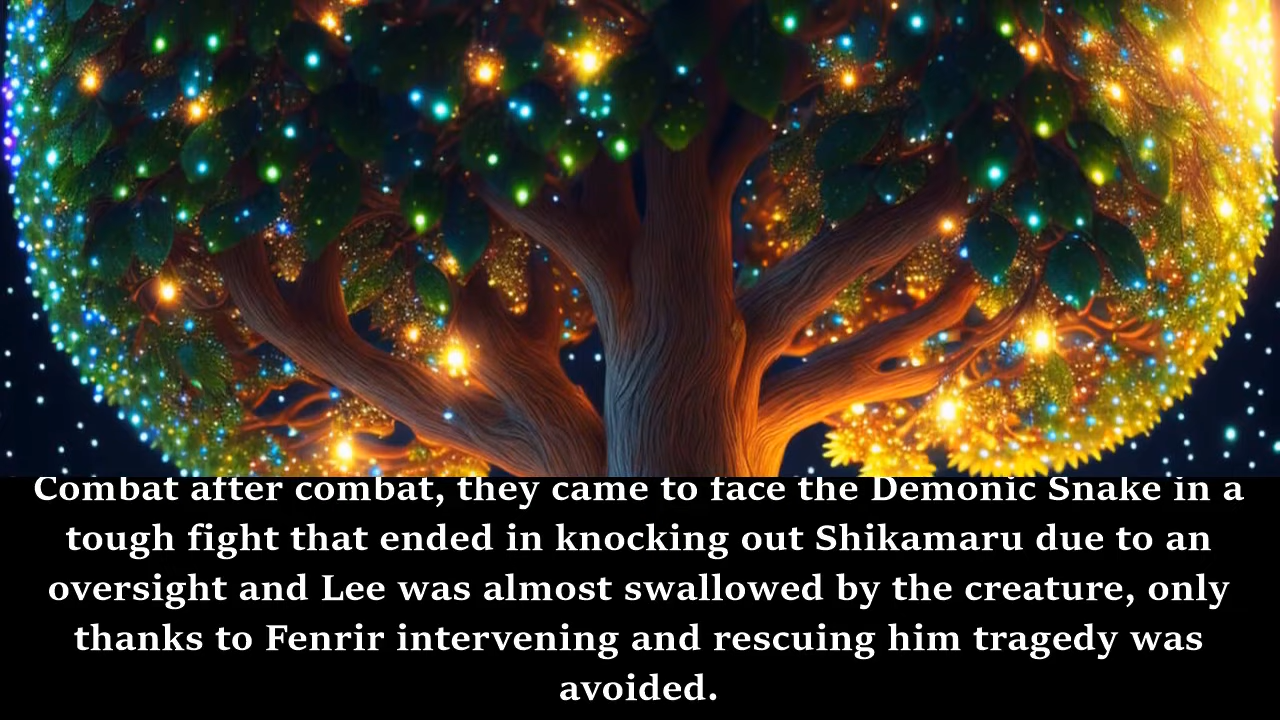 Combat after combat, they came to face the Demonic Snake in a
tough fight that ended in knocking out Shikamaru due to an
oversight and Lee was almost swallowed by the creature, only
thanks to Fenrir intervening and rescuing him tragedy was
avoided.